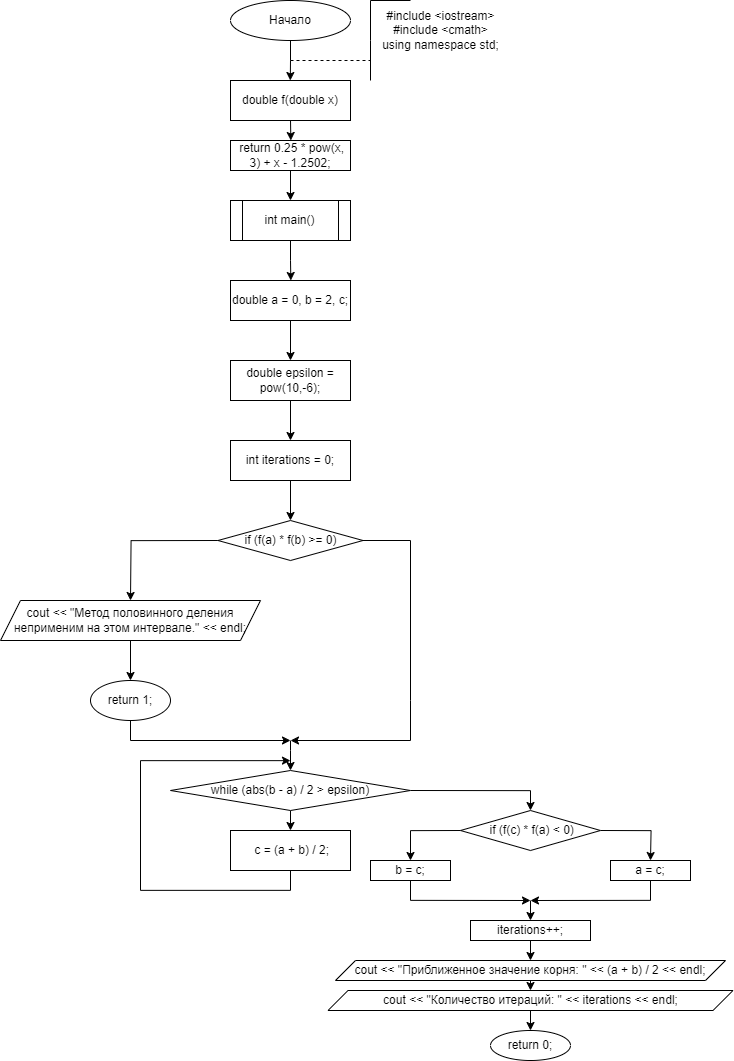 Начало
#include <iostream>
#include <cmath>
using namespace std;
double f(double x)
return 0.25 * pow(x,
3) + x - 1.2502;
int main()
double a = 0, b = 2, c;
double epsilon =
pow(10,-6);
int iterations = 0;
if (f(a) * f(b) >= 0)
cout << "Метод половинного деления
неприменим на этом интервале." << endl;
return 1;
while (abs(b - a) / 2 > epsilon)
c = (a + b) / 2;
if (f(c) * f(a) < 0)
b = c;
a = c;
iterations++;
cout << "Приближенное значение корня: " << (a + b) / 2 << endl;
cout << "Количество итераций: " << iterations << endl;
return 0;